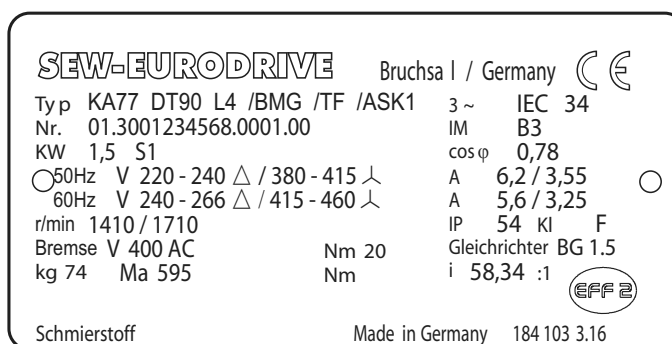 SEW-EURODRIVE Bruchsa l / Germany CE
Typ KA77 DT90 L4 /BMG /TF /ASK1 3 ~ IEC 34
Nr. 01.3001234568.0001.00 IM B3
KW 1,5 S1 cos φ 0,78
50Hz V 220 - 240 △ / 380 - 415 ⅄ A 6,2 / 3,55
60Hz V 240 - 266 △ / 415 - 460 ⅄ A 5,6 / 3,25
r/min 1410 / 1710 IP 54 KI F
Bremse V 400 AC Nm 20 Gleichrichter BG 1.5
kg 74 Ma 595 Nm i 58,34 :1
EFF 2
Schmierstoff Made in Germany 184 103 3.16